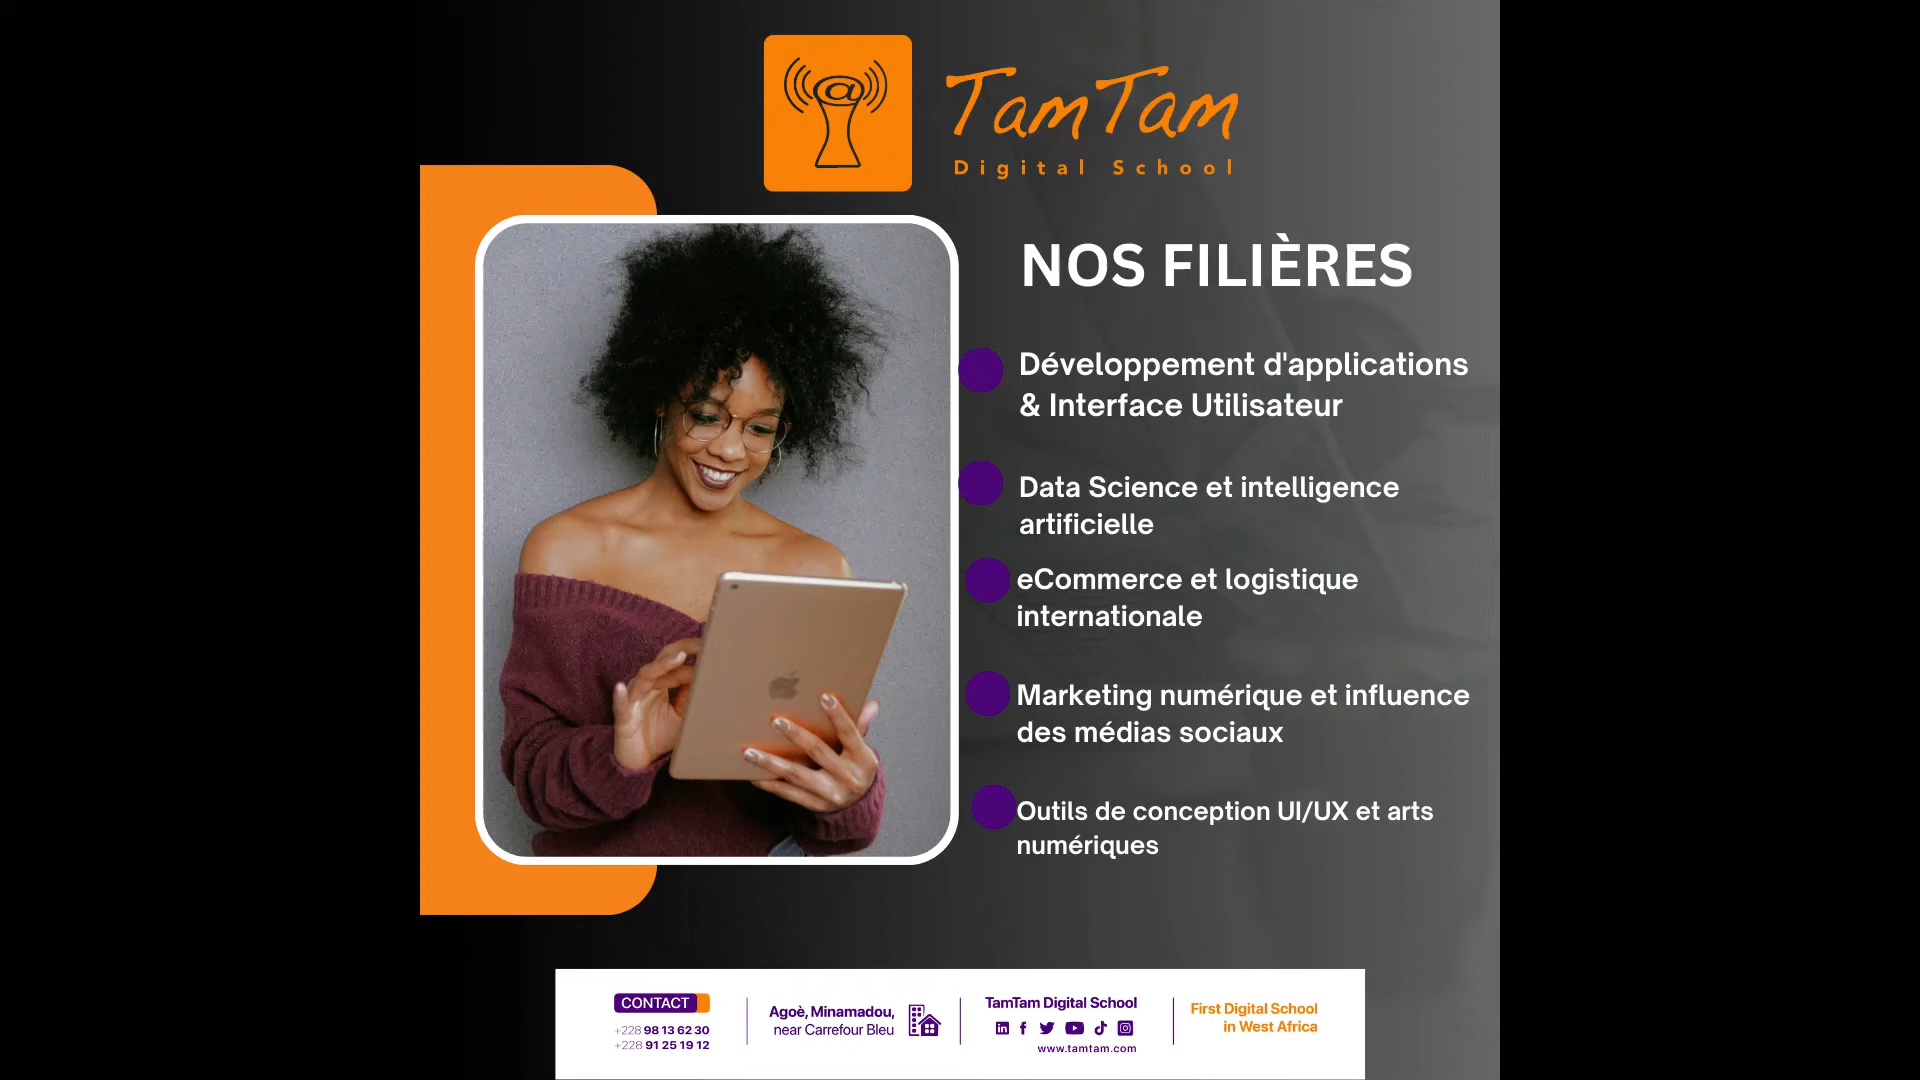 @
TamTam
Digital School
NOS FILIÈRES
Développement d'applications
& Interface Utilisateur
Data Science et intelligence
artificielle
eCommerce et logistique
internationale
Marketing numérique et influence
des médias sociaux
Outils de conception UI/UX et arts
numériques
CONTACT
+228 98 13 62 30
+228 91 25 19 12
Agoè, Minamadou,
near Carrefour Bleu
TamTam Digital School
www.tamtam.com
First Digital School
in West Africa